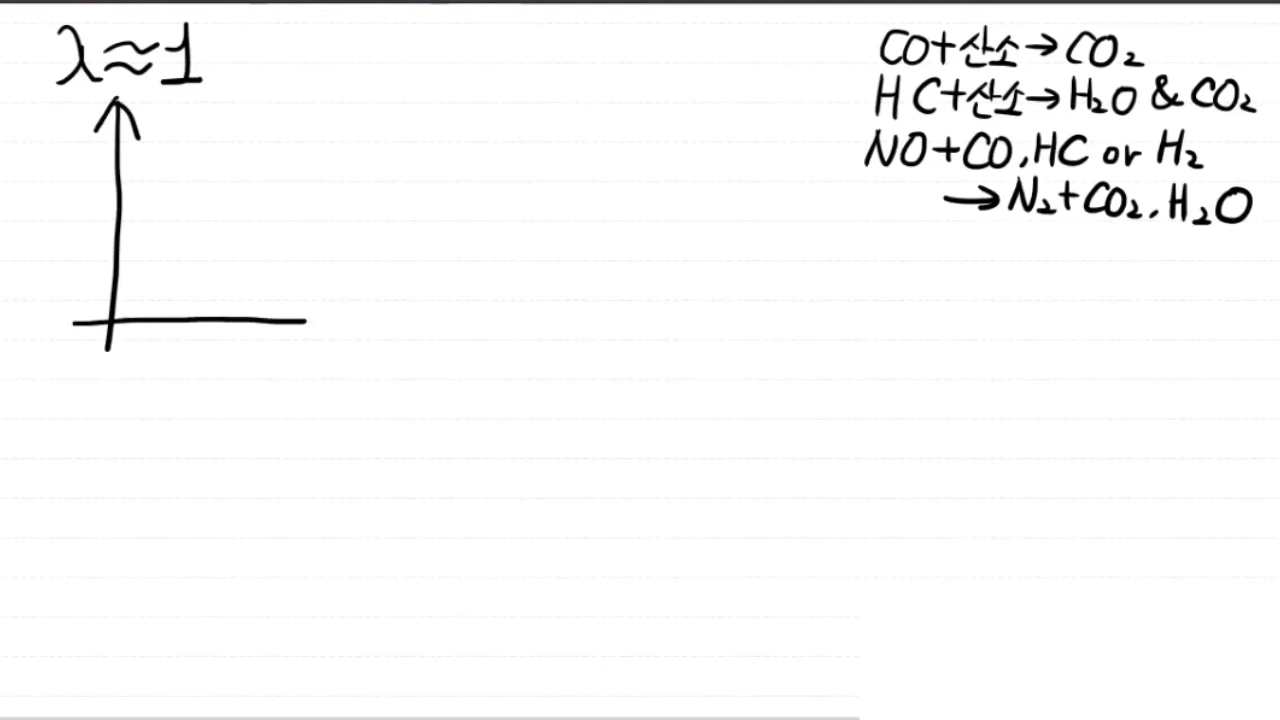 λ≈1
CO+산소→CO₂
HC+산소→H₂O & CO₂
NO+CO,HC or H₂
→N₂+CO₂,H₂O